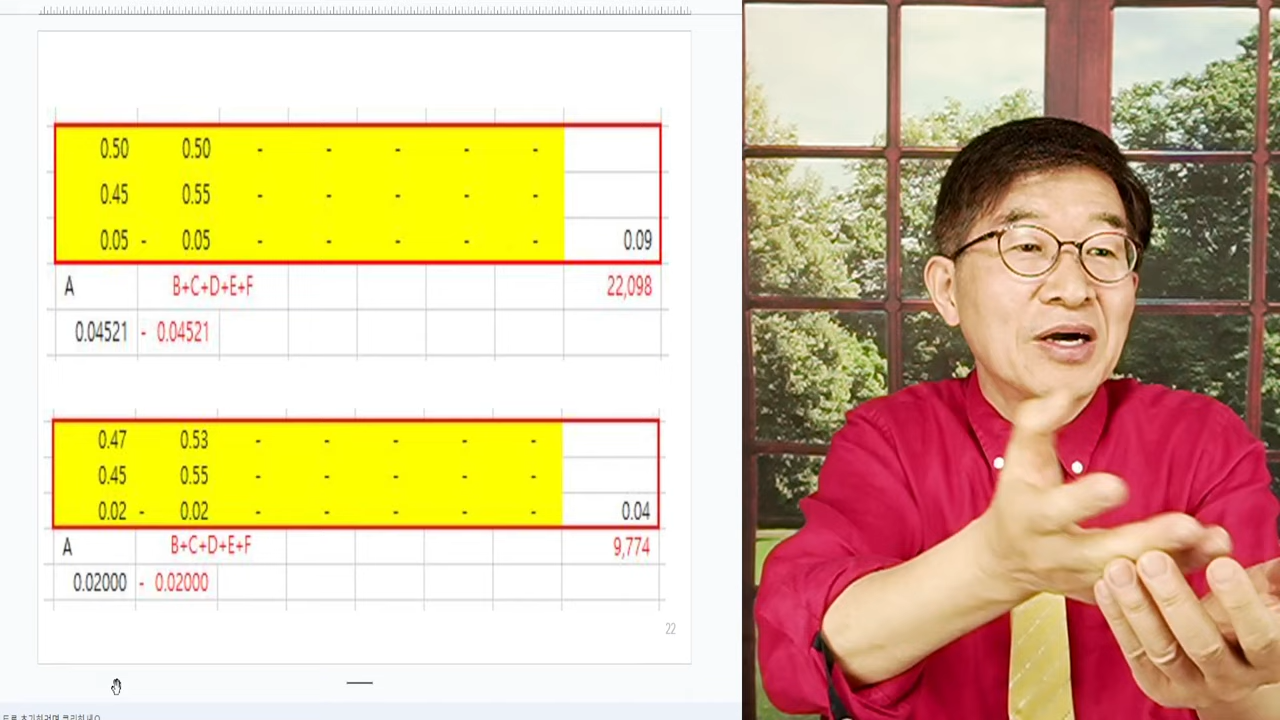 0.50 0.50 - - - - -
0.45 0.55 - - - - -
0.05 - 0.05 - - - - - 0.09
A B+C+D+E+F 22,098
0.04521 - 0.04521
0.47 0.53 - - - - -
0.45 0.55 - - - - -
0.02 - 0.02 - - - - - 0.04
A B+C+D+E+F 9,774
0.02000 - 0.02000
22